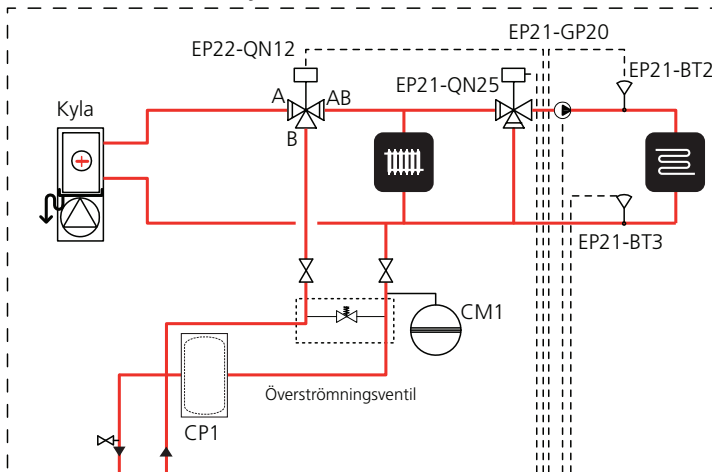 EP21-GP20
EP22-QN12
EP21-BT2
EP21-QN25
A
AB
Kyla
B
EP21-BT3
CM1
Överströmningsventil
CP1